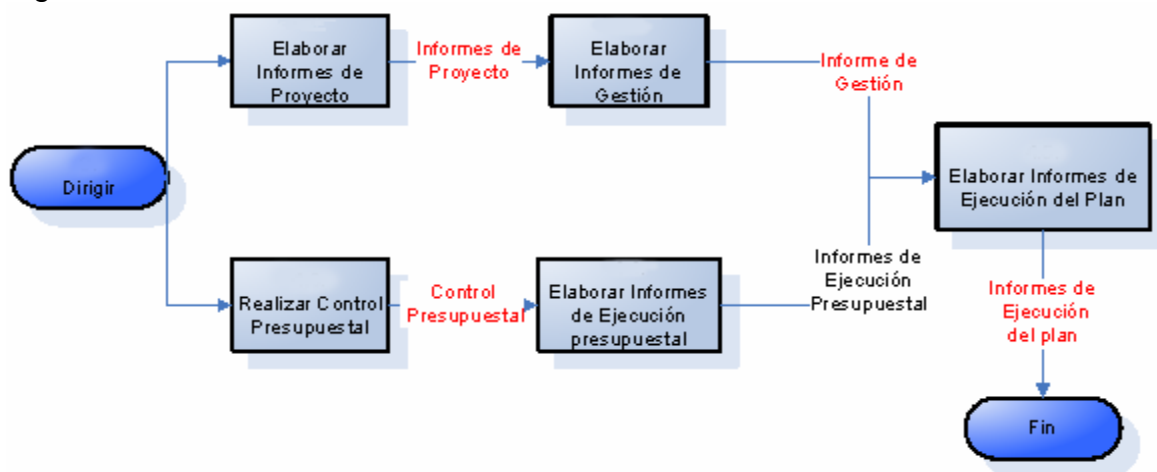 Elaborar
Informes de
Proyecto
Informes de
Proyecto
Elaborar
Informes de
Gestión
Informe de
Gestión
Dirigir
Elaborar Informes de
Ejecución del Plan
Realizar Control
Presupuestal
Control
Presupuestal
Elaborar Informes
de Ejecución
presupuestal
Informes de
Ejecución
Presupuestal
Informes de
Ejecución
del plan
Fin